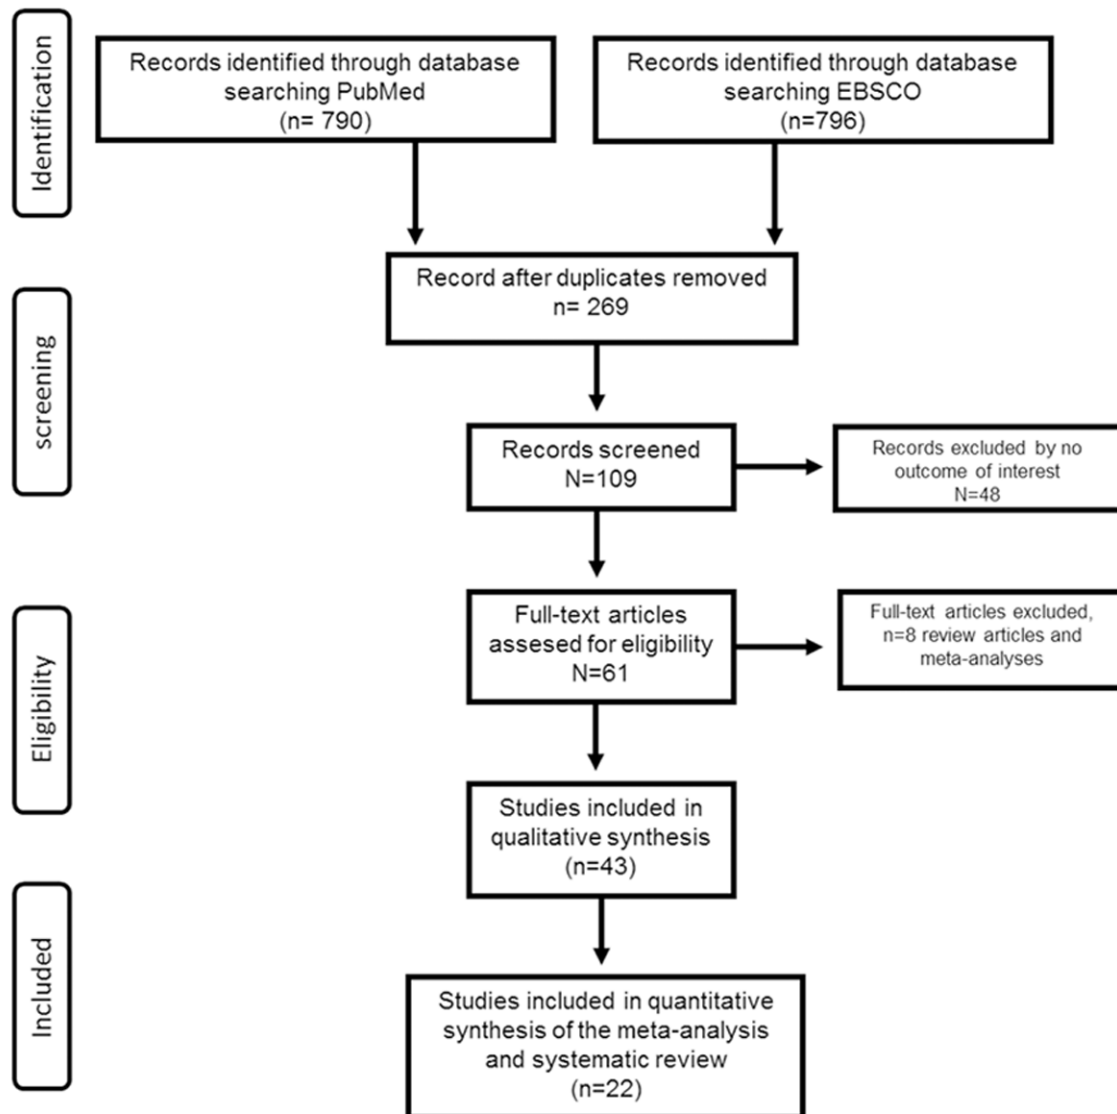 Identification
Records identified through database
searching PubMed
(n= 790)
Records identified through database
searching EBSCO
(n=796)
screening
Record after duplicates removed
n= 269
Records screened
N=109
Records excluded by no
outcome of interest
N=48
Eligibility
Full-text articles
assesed for eligibility
N=61
Full-text articles excluded,
n=8 review articles and
meta-analyses
Studies included in
qualitative synthesis
(n=43)
Included
Studies included in quantitative
synthesis of the meta-analysis
and systematic review
(n=22)